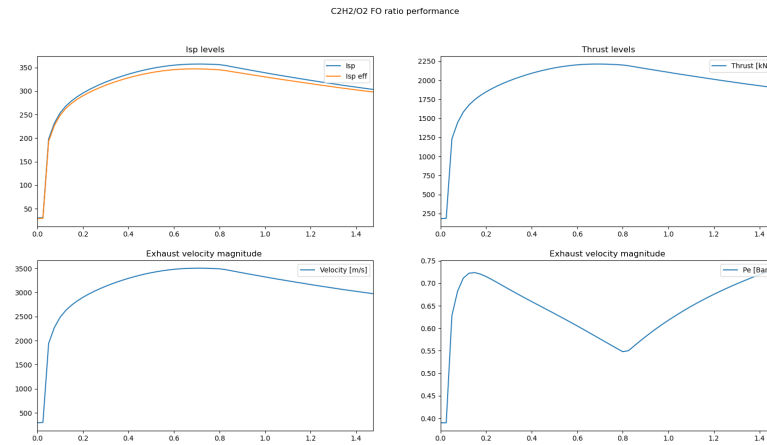 C2H2/O2 FO ratio performance
Isp levels
350
300
250
200
150
100
50
Isp
Isp eff
0.0 0.2 0.4 0.6 0.8 1.0 1.2 1.4
Thrust levels
2250
2000
1750
1500
1250
1000
750
500
250
Thrust [kN
0.0 0.2 0.4 0.6 0.8 1.0 1.2 1.4
Exhaust velocity magnitude
3500
3000
2500
2000
1500
1000
500
Velocity [m/s]
0.0 0.2 0.4 0.6 0.8 1.0 1.2 1.4
Exhaust velocity magnitude
0.75
0.70
0.65
0.60
0.55
0.50
0.45
0.40
Pe [Bar
0.0 0.2 0.4 0.6 0.8 1.0 1.2 1.4